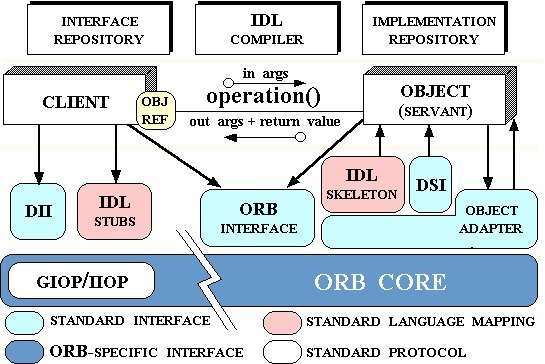 INTERFACE
REPOSITORY
IDL
COMPILER
IMPLEMENTATION
REPOSITORY
CLIENT
OBJ
REF
in args
operation()
out args + return value
OBJECT
(SERVANT)
DII
IDL
STUBS
ORB
INTERFACE
IDL
SKELETON
DSI
OBJECT
ADAPTER
GIOP/IIOP
ORB CORE
STANDARD INTERFACE
STANDARD LANGUAGE MAPPING
ORB-SPECIFIC INTERFACE
STANDARD PROTOCOL